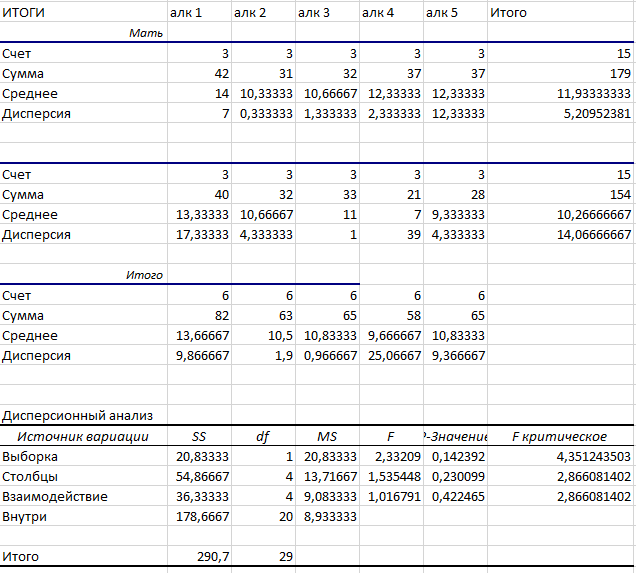 ИТОГИ алк 1 алк 2 алк 3 алк 4 алк 5 Итого
Мать
Счет 3 3 3 3 3 15
Сумма 42 31 32 37 37 179
Среднее 14 10,33333 10,66667 12,33333 12,33333 11,93333333
Дисперсия 7 0,333333 1,333333 2,333333 12,33333 5,20952381
Счет 3 3 3 3 3 15
Сумма 40 32 33 21 28 154
Среднее 13,33333 10,66667 11 7 9,333333 10,26666667
Дисперсия 17,33333 4,333333 1 39 4,333333 14,06666667
Итого
Счет 6 6 6 6 6
Сумма 82 63 65 58 65
Среднее 13,66667 10,5 10,83333 9,666667 10,83333
Дисперсия 9,866667 1,9 0,966667 25,06667 9,366667
Дисперсионный анализ
Источник вариации SS df MS F P-Значение F критическое
Выборка 20,83333 1 20,83333 2,33209 0,142392 4,351243503
Столбцы 54,86667 4 13,71667 1,535448 0,230099 2,866081402
Взаимодействие 36,33333 4 9,083333 1,016791 0,422465 2,866081402
Внутри 178,6667 20 8,933333
Итого 290,7 29